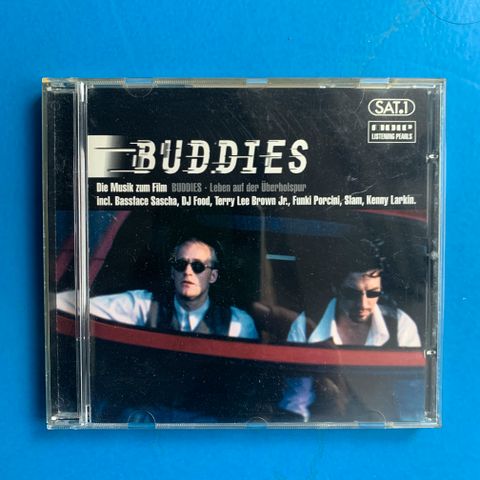 SAT.1
LISTENING PEARLS
BUDDIES
Die Musik zum Film BUDDIES - Leben auf der Überholspur
incl. Bassface Sascha, DJ Food, Terry Lee Brown Jr., Funki Porcini, Slam, Kenny Larkin.